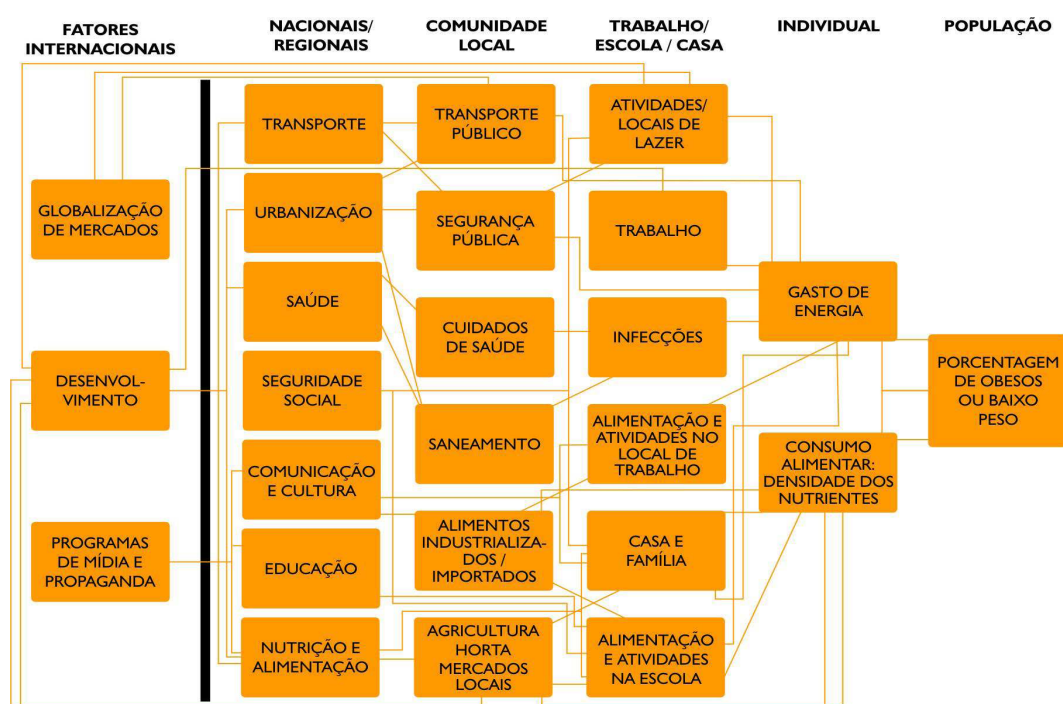 FATORES
INTERNACIONAIS
NACIONAIS/
REGIONAIS
COMUNIDADE
LOCAL
TRABALHO/
ESCOLA / CASA
INDIVIDUAL
POPULAÇÃO
GLOBALIZAÇÃO
DE MERCADOS
DESENVOL-
VIMENTO
PROGRAMAS
DE MÍDIA E
PROPAGANDA
TRANSPORTE
URBANIZAÇÃO
SAÚDE
SEGURIDADE
SOCIAL
COMUNICAÇÃO
E CULTURA
EDUCAÇÃO
NUTRIÇÃO E
ALIMENTAÇÃO
TRANSPORTE
PÚBLICO
SEGURANÇA
PÚBLICA
CUIDADOS
DE SAÚDE
SANEAMENTO
ALIMENTOS
INDUSTRIALIZA-
DOS /
IMPORTADOS
AGRICULTURA
HORTA
MERCADOS
LOCAIS
ATIVIDADES/
LOCAIS DE
LAZER
TRABALHO
INFECÇÕES
ALIMENTAÇÃO E
ATIVIDADES NO
LOCAL DE
TRABALHO
CASA E
FAMÍLIA
ALIMENTAÇÃO
E ATIVIDADES
NA ESCOLA
GASTO DE
ENERGIA
CONSUMO
ALIMENTAR:
DENSIDADE DOS
NUTRIENTES
PORCENTAGEM
DE OBESOS
OU BAIXO
PESO